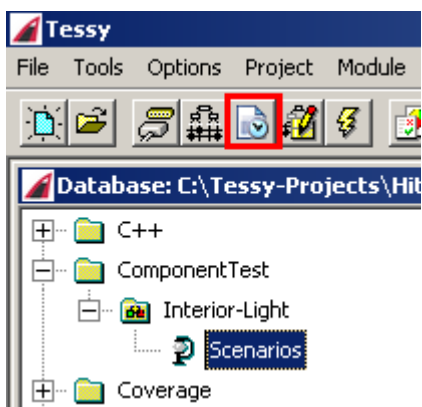 Tessy
File Tools Options Project Module
Database: C:\Tessy-Projects\Hit
C++
ComponentTest
Interior-Light
Scenarios
Coverage